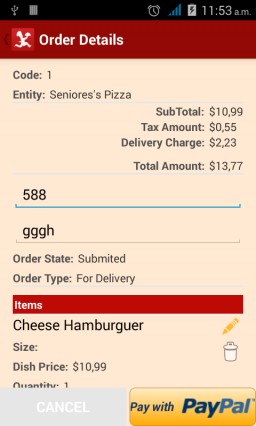 11:53 a.m.
Order Details
Code: 1
Entity: Seniores's Pizza
SubTotal: $10,99
Tax Amount: $0,55
Delivery Charge: $2,23
Total Amount: $13,77
588
gggh
Order State: Submited
Order Type: For Delivery
Items
Cheese Hamburguer
Size:
Dish Price: $10,99
Quantity: 1
CANCEL
Pay with PayPal